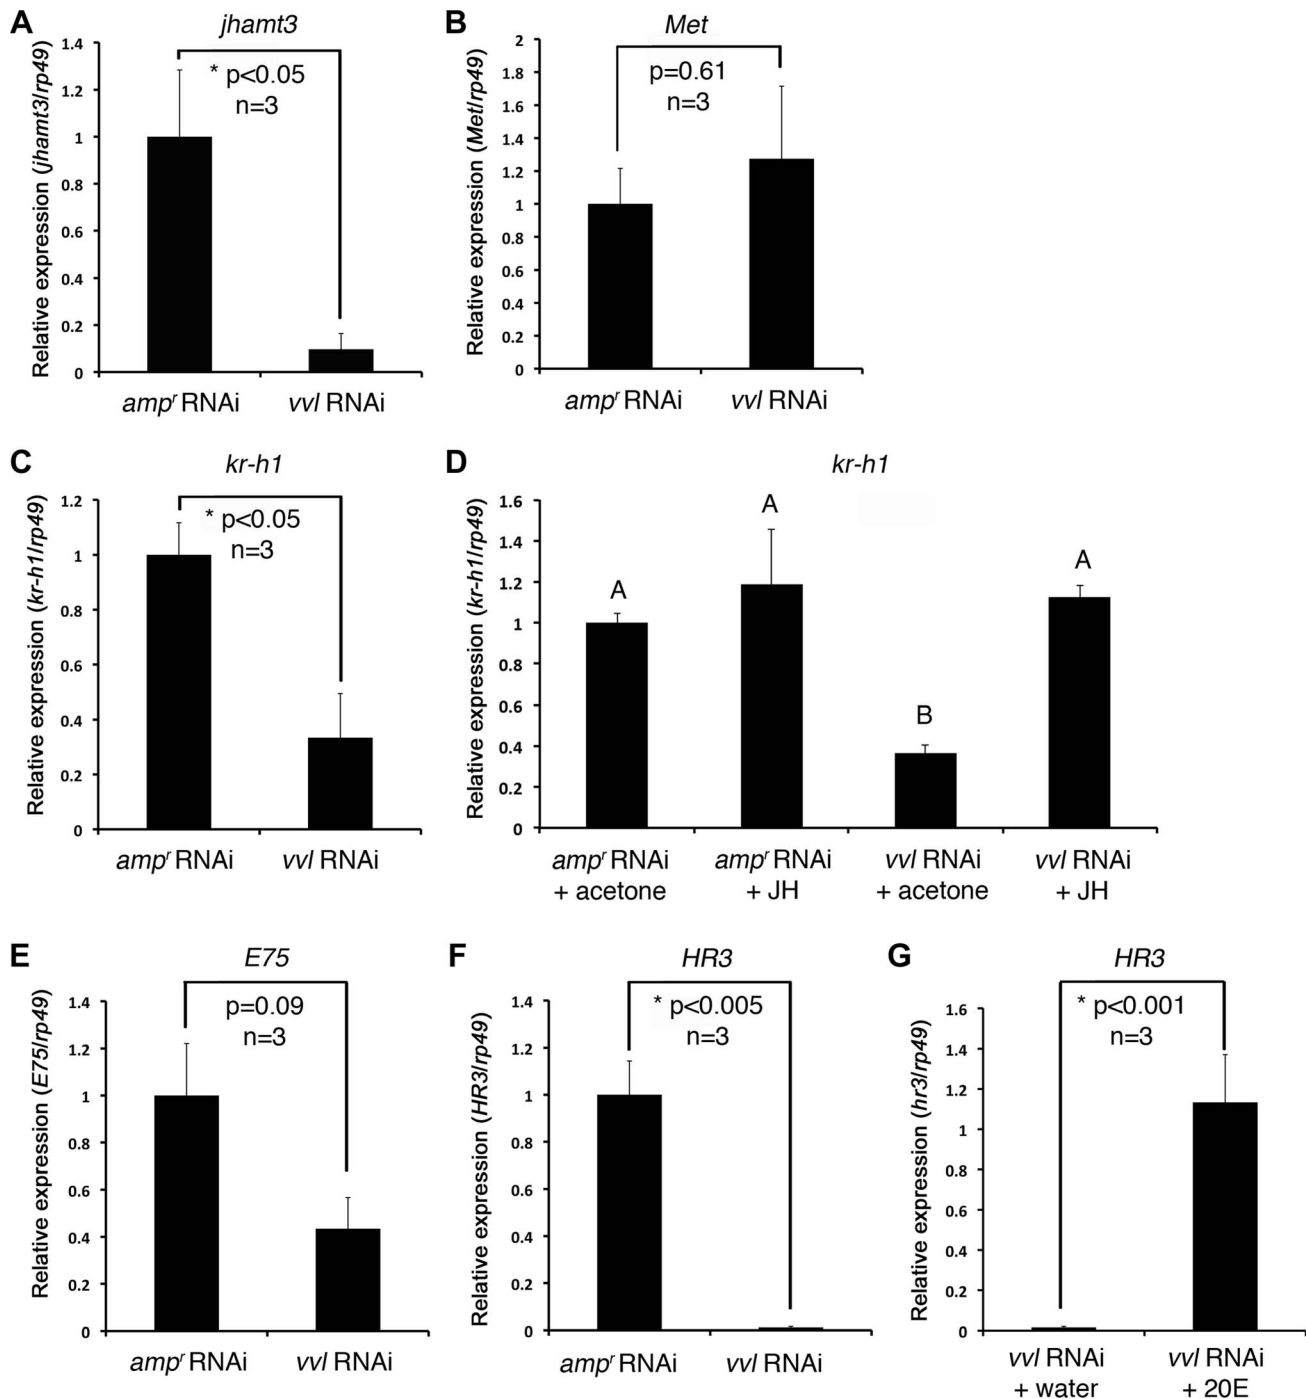 A
jhamt3
Relative expression (jhamt3/rp49)
1.4
1.2
1
0.8
0.6
0.4
0.2
0
* p<0.05
n=3
ampʳ RNAi
vvl RNAi
B
Met
Relative expression (Met/rp49)
2
1.8
1.6
1.4
1.2
1
0.8
0.6
0.4
0.2
0
p=0.61
n=3
ampʳ RNAi
vvl RNAi
C
kr-h1
Relative expression (kr-h1/rp49)
1.2
1
0.8
0.6
0.4
0.2
0
* p<0.05
n=3
ampʳ RNAi
vvl RNAi
D
kr-h1
Relative expression (kr-h1/rp49)
1.6
1.4
1.2
1
0.8
0.6
0.4
0.2
0
A
A
B
A
ampʳ RNAi
+ acetone
ampʳ RNAi
+ JH
vvl RNAi
+ acetone
vvl RNAi
+ JH
E
E75
Relative expression (E75/rp49)
1.4
1.2
1
0.8
0.6
0.4
0.2
0
p=0.09
n=3
ampʳ RNAi
vvl RNAi
F
HR3
Relative expression (HR3/rp49)
1.4
1.2
1
0.8
0.6
0.4
0.2
0
* p<0.005
n=3
ampʳ RNAi
vvl RNAi
G
HR3
Relative expression (hr3/rp49)
1.6
1.4
1.2
1
0.8
0.6
0.4
0.2
0
* p<0.001
n=3
vvl RNAi
+ water
vvl RNAi
+ 20E